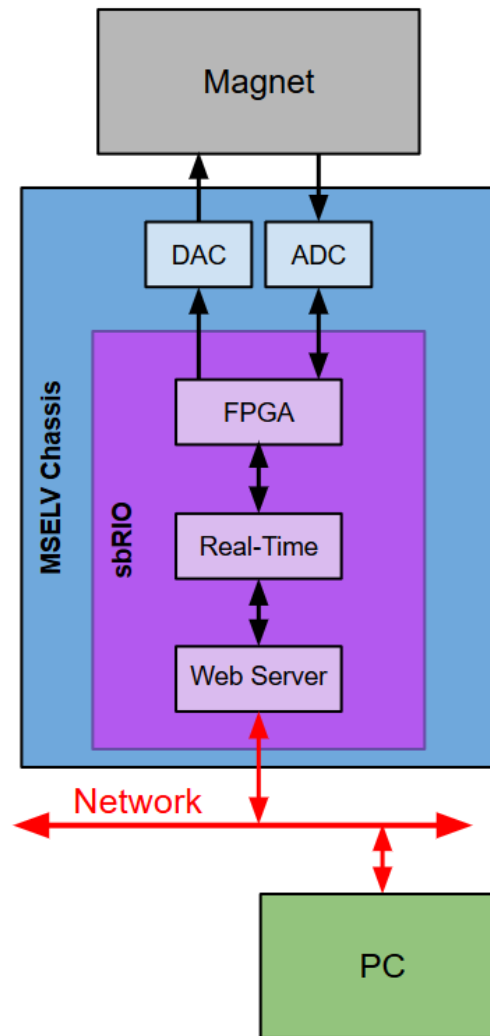 Magnet
DAC
ADC
MSELV Chassis
sbRIO
FPGA
Real-Time
Web Server
Network
PC